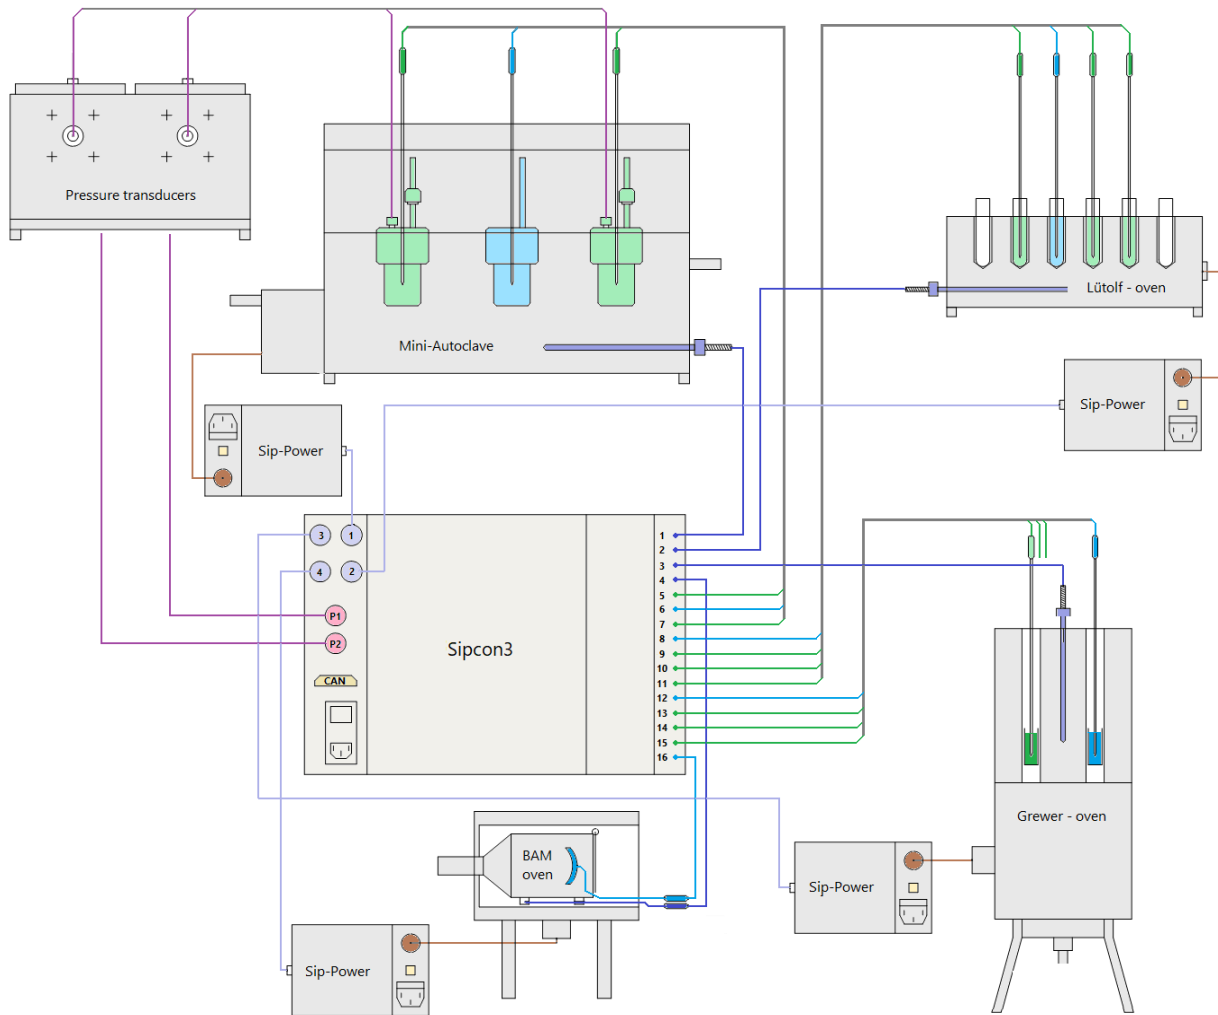 Pressure transducers
Mini-Autoclave
Lütolf - oven
Sip-Power
Sip-Power
3
1
4
2
P1
P2
CAN
Sipcon3
1
2
3
4
5
6
7
8
9
10
11
12
13
14
15
16
BAM
oven
Grewer - oven
Sip-Power
Sip-Power